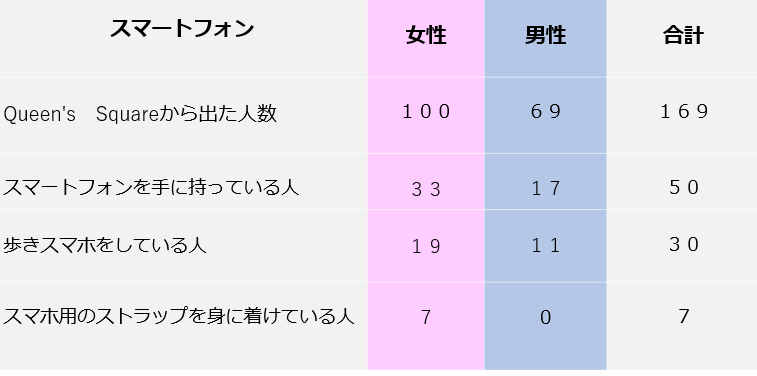 スマートフォン 女性 男性 合計
Queen's　Squareから出た人数 １００ ６９ １６９
スマートフォンを手に持っている人 ３３ １７ ５０
歩きスマホをしている人 １９ １１ ３０
スマホ用のストラップを身に着けている人 ７ ０ ７